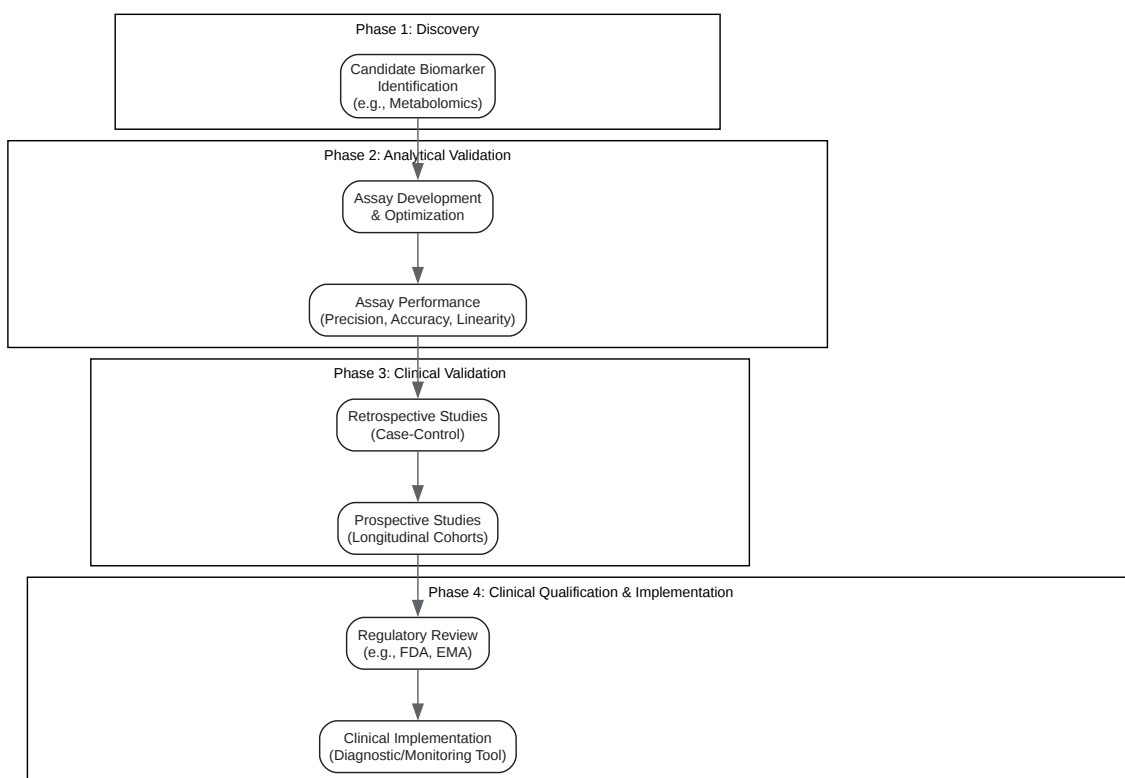 Phase 1: Discovery
Candidate Biomarker
Identification
(e.g., Metabolomics)
Phase 2: Analytical Validation
Assay Development
& Optimization
Assay Performance
(Precision, Accuracy, Linearity)
Phase 3: Clinical Validation
Retrospective Studies
(Case-Control)
Prospective Studies
(Longitudinal Cohorts)
Phase 4: Clinical Qualification & Implementation
Regulatory Review
(e.g., FDA, EMA)
Clinical Implementation
(Diagnostic/Monitoring Tool)